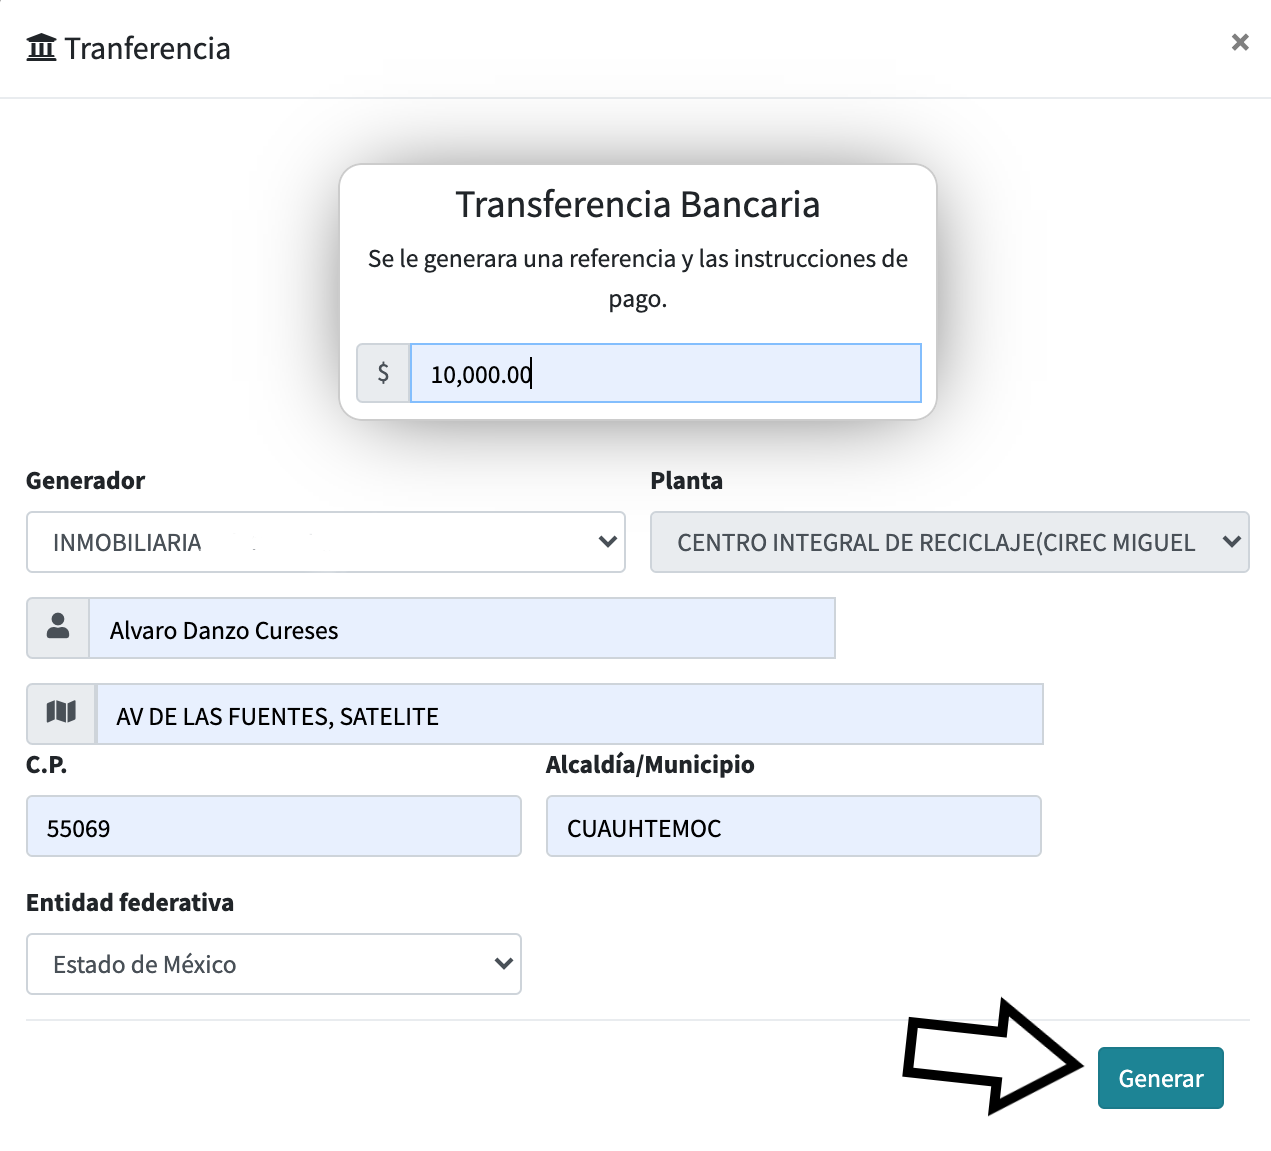 Tranferencia
×
Transferencia Bancaria
Se le generara una referencia y las instrucciones de
pago.
$ 10,000.00
Generador
INMOBILIARIA
Planta
CENTRO INTEGRAL DE RECICLAJE(CIREC MIGUEL
Alvaro Danzo Cureses
AV DE LAS FUENTES, SATELITE
C.P.
55069
Alcaldía/Municipio
CUAUHTEMOC
Entidad federativa
Estado de México
Generar